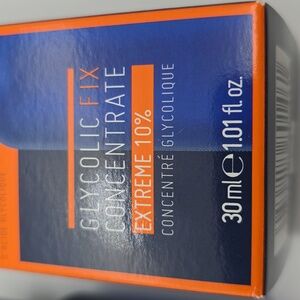 GLYCOLIC FIX
CONCENTRATE
EXTREME 10%
CONCENTRÉ GLYCOLIQUE
30 ml e 1.01 fl. oz.